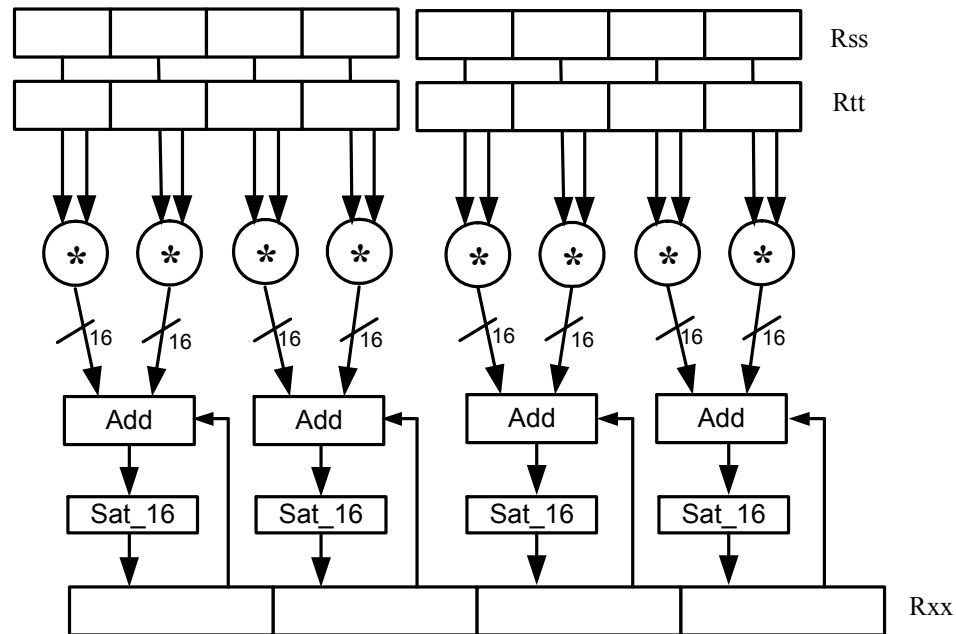 Rss
Rtt
* * * * * * * *
16 16 16 16 16 16 16 16
Add Add Add Add
Sat_16 Sat_16 Sat_16 Sat_16
Rxx